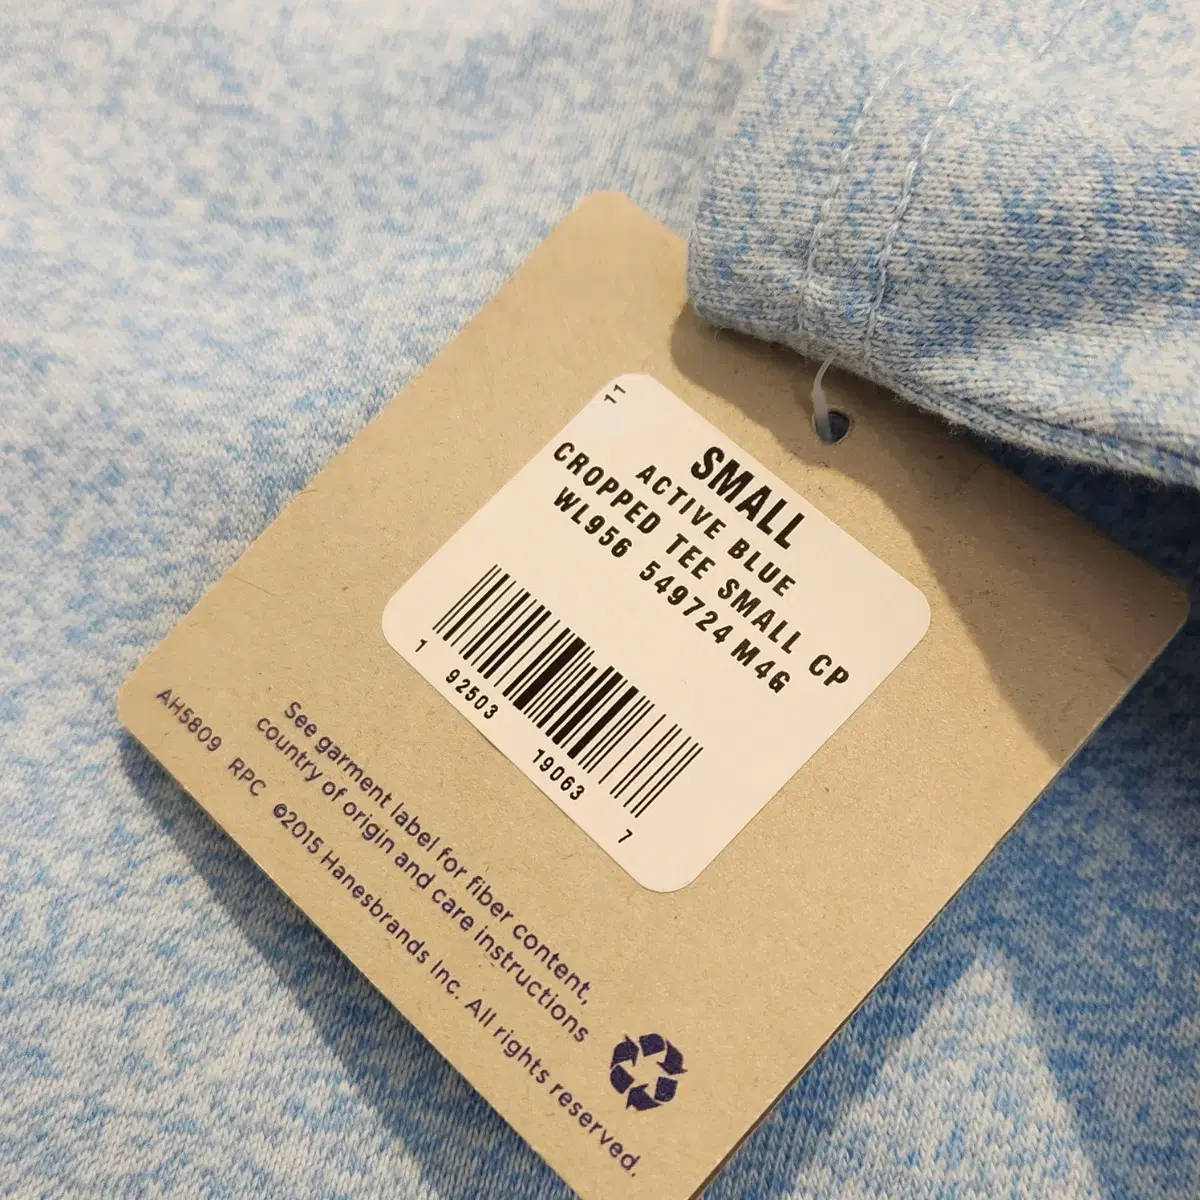 11
SMALL
ACTIVE BLUE
CROPPED TEE SMALL CP
WL956 549724 M4G
1 92503 19063 7
See garment label for fiber content,
country of origin and care instructions
AH5809 RPC ©2015 Hanesbrands Inc. All rights reserved.